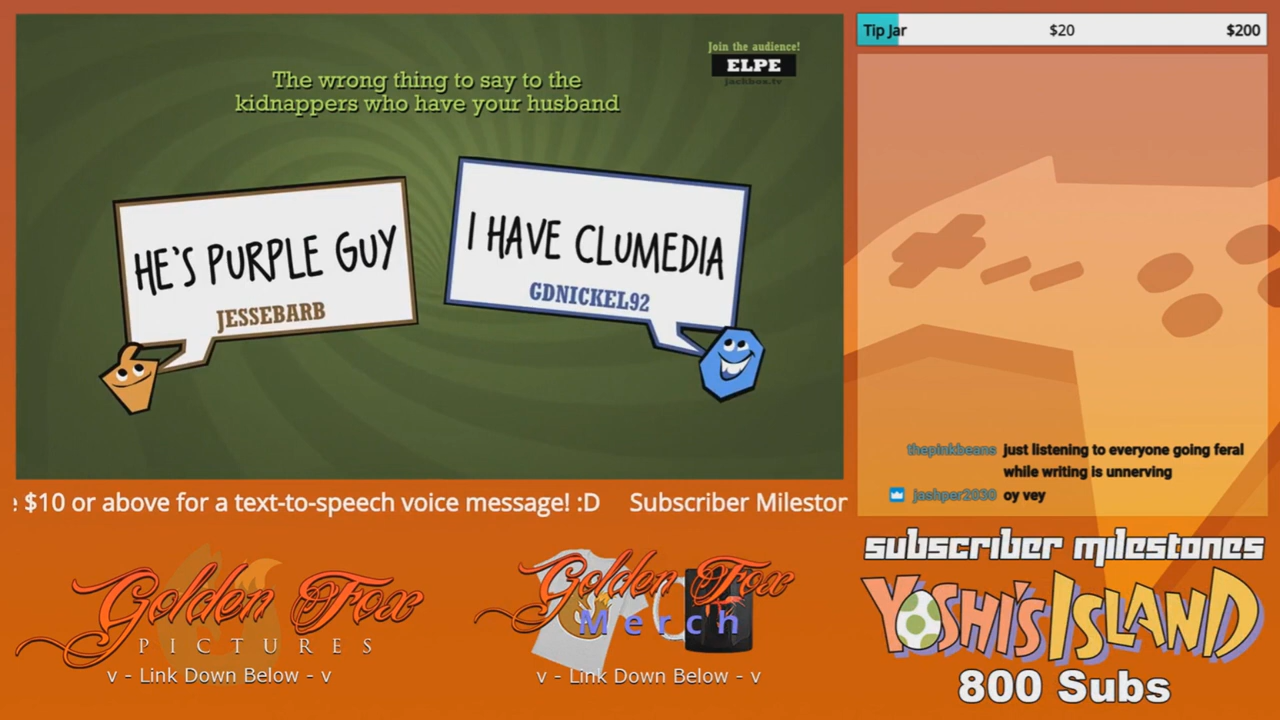 Join the audience!
ELPE
jackbox.tv
The wrong thing to say to the
kidnappers who have your husband
HE'S PURPLE GUY
JESSEBARB
I HAVE CLUMEDIA
GDNICKEL92
Tip Jar $20 $200
thepinkbeans just listening to everyone going feral
while writing is unnerving
jashper2030 oy vey
$10 or above for a text-to-speech voice message! :D Subscriber Mileston
Golden Fox
PICTURES
v - Link Down Below - v
Golden Fox
Merch
v - Link Down Below - v
subscriber milestones
YOSHI'S ISLAND
800 Subs